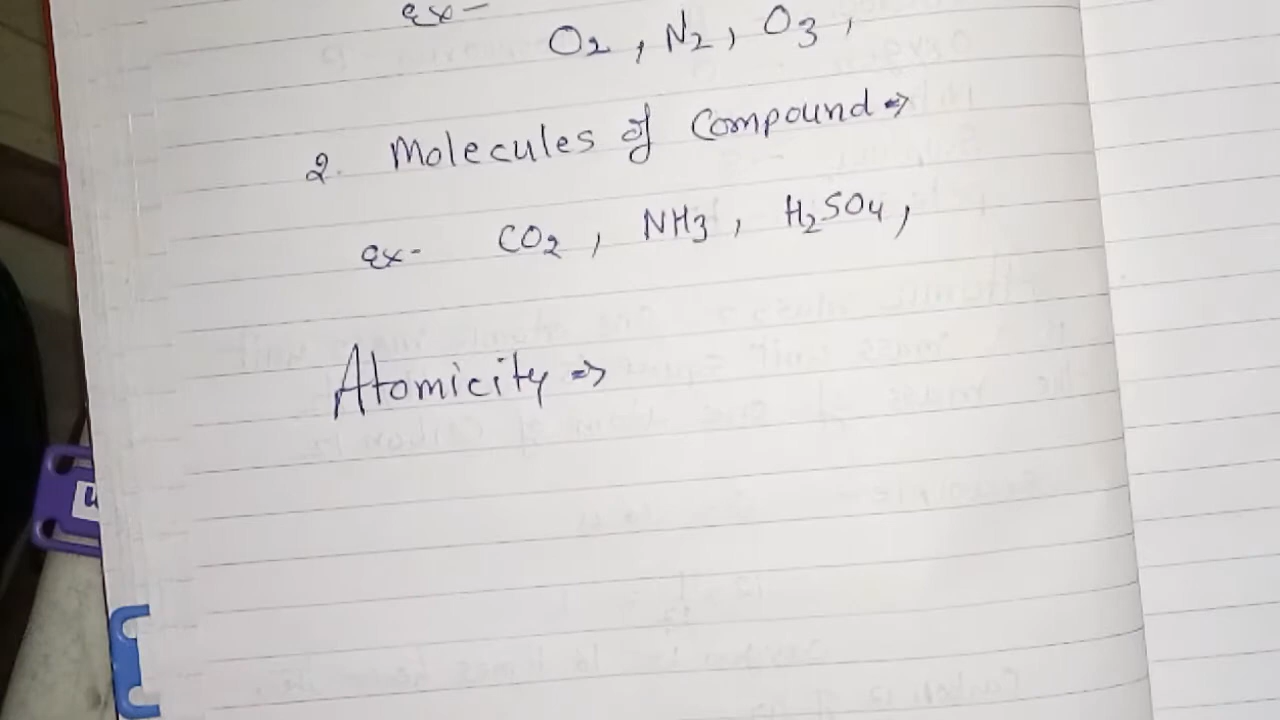 ex-
O2, N2, O3,
2. Molecules of Compound ⇒
ex- CO2, NH3, H2SO4,
Atomicity ⇒